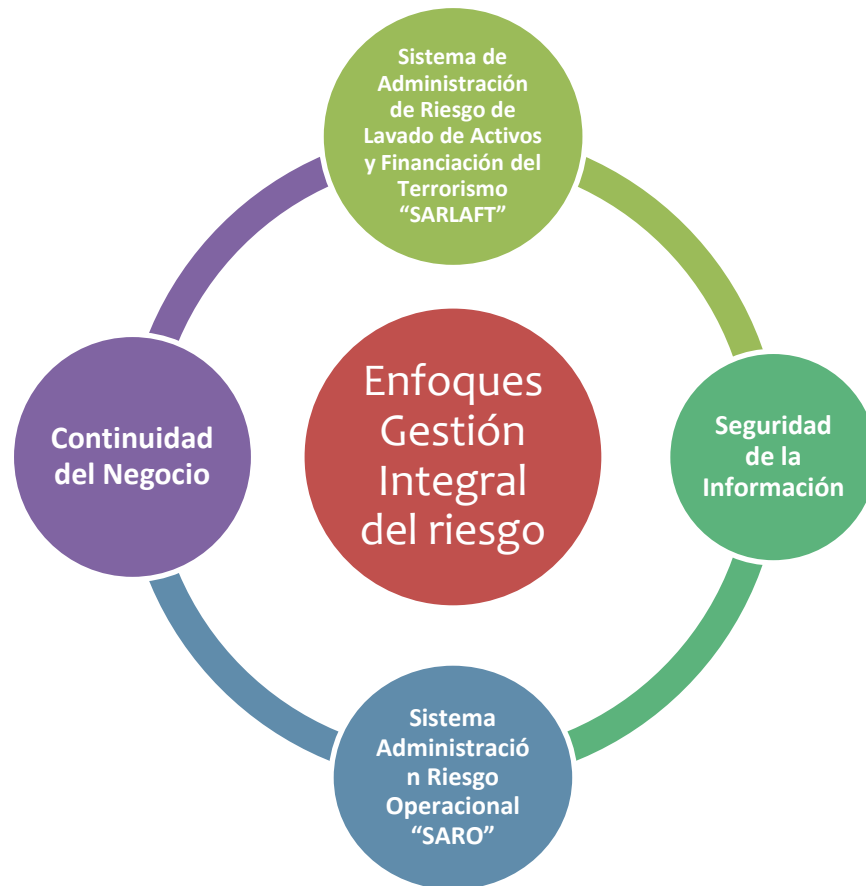 Sistema de
Administración
de Riesgo de
Lavado de Activos
y Financiación del
Terrorismo
“SARLAFT”
Enfoques
Gestión
Integral
del riesgo
Continuidad
del Negocio
Seguridad
de la
Información
Sistema
Administració
n Riesgo
Operacional
“SARO”